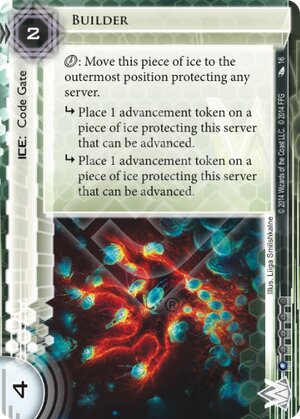 2
BUILDER
ICE: Code Gate
: Move this piece of ice to the
outermost position protecting any
server.
↳ Place 1 advancement token on a
piece of ice protecting this server
that can be advanced.
↳ Place 1 advancement token on a
piece of ice protecting this server
that can be advanced.
16
© 2014 Wizards of the Coast LLC. © 2014 FFG
Illus. Liiga Smilshkalne
4